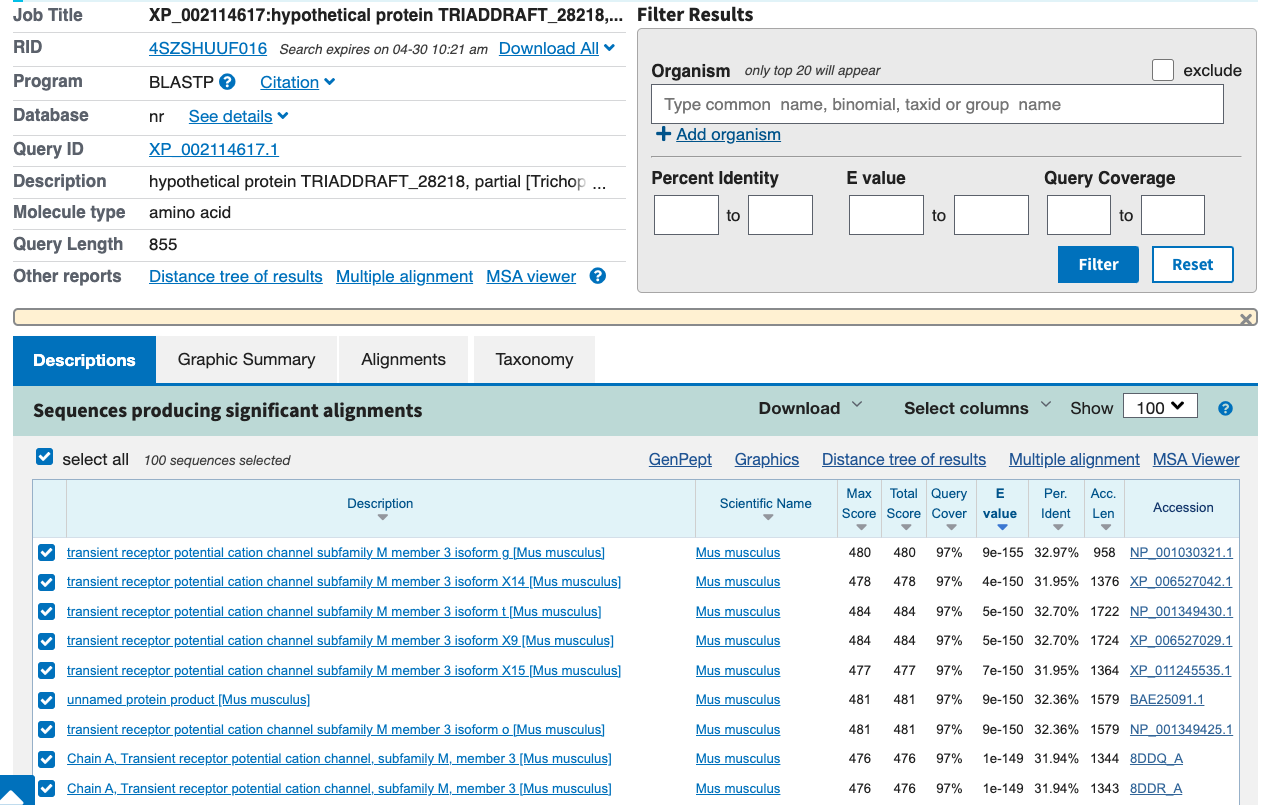 Job Title XP_002114617:hypothetical protein TRIADDRAFT_28218,...
RID 4SZSHUUF016 Search expires on 04-30 10:21 am Download All
Program BLASTP ? Citation
Database nr See details
Query ID XP_002114617.1
Description hypothetical protein TRIADDRAFT_28218, partial [Trichop ...
Molecule type amino acid
Query Length 855
Other reports Distance tree of results Multiple alignment MSA viewer ?
Filter Results
Organism only top 20 will appear exclude
Type common name, binomial, taxid or group name
+ Add organism
Percent Identity E value Query Coverage
to to to
Filter Reset
Descriptions Graphic Summary Alignments Taxonomy
Sequences producing significant alignments Download Select columns Show 100 ?
select all 100 sequences selected GenPept Graphics Distance tree of results Multiple alignment MSA Viewer
Description Scientific Name Max Score Total Score Query Cover E value Per. Ident Acc. Len Accession
transient receptor potential cation channel subfamily M member 3 isoform g [Mus musculus] Mus musculus 480 480 97% 9e-155 32.97% 958 NP_001030321.1
transient receptor potential cation channel subfamily M member 3 isoform X14 [Mus musculus] Mus musculus 478 478 97% 4e-150 31.95% 1376 XP_006527042.1
transient receptor potential cation channel subfamily M member 3 isoform t [Mus musculus] Mus musculus 484 484 97% 5e-150 32.70% 1722 NP_001349430.1
transient receptor potential cation channel subfamily M member 3 isoform X9 [Mus musculus] Mus musculus 484 484 97% 5e-150 32.70% 1724 XP_006527029.1
transient receptor potential cation channel subfamily M member 3 isoform X15 [Mus musculus] Mus musculus 477 477 97% 7e-150 31.95% 1364 XP_011245535.1
unnamed protein product [Mus musculus] Mus musculus 481 481 97% 9e-150 32.36% 1579 BAE25091.1
transient receptor potential cation channel subfamily M member 3 isoform o [Mus musculus] Mus musculus 481 481 97% 9e-150 32.36% 1579 NP_001349425.1
Chain A, Transient receptor potential cation channel, subfamily M, member 3 [Mus musculus] Mus musculus 476 476 97% 1e-149 31.94% 1344 8DDQ_A
Chain A, Transient receptor potential cation channel, subfamily M, member 3 [Mus musculus] Mus musculus 476 476 97% 1e-149 31.94% 1343 8DDR_A